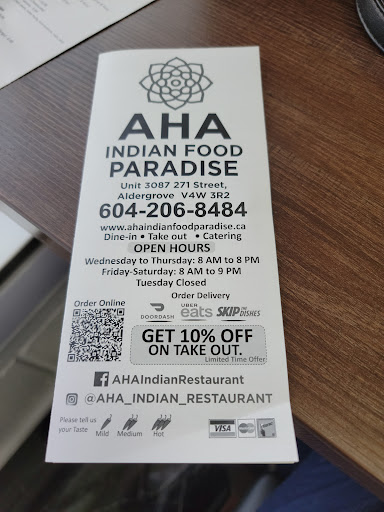 AHA
INDIAN FOOD
PARADISE
Unit 3087 271 Street,
Aldergrove V4W 3R2
604-206-8484
www.ahaindianfoodparadise.ca
Dine-in • Take out • Catering
OPEN HOURS
Wednesday to Thursday: 8 AM to 8 PM
Friday-Saturday: 8 AM to 9 PM
Tuesday Closed
Order Online
Order Delivery
DOORDASH
UBER
eats
SKIP THE
DISHES
GET 10% OFF
ON TAKE OUT.
Limited Time Offer
AHAIndianRestaurant
@AHA_INDIAN_RESTAURANT
Please tell us
your Taste
Mild
Medium
Hot
VISA